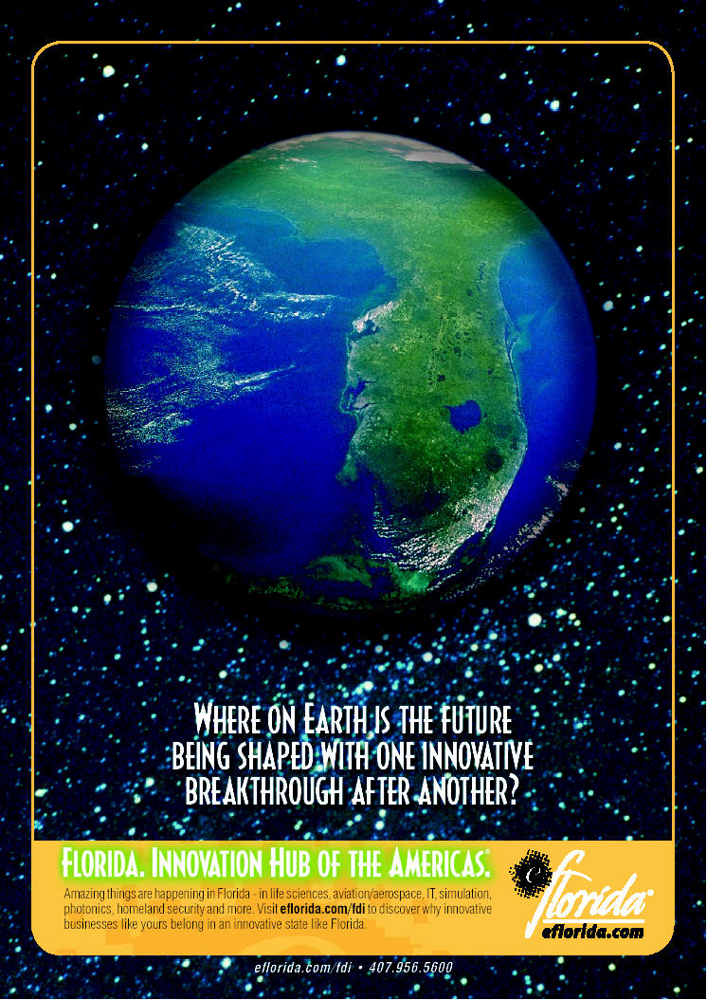 WHERE ON EARTH IS THE FUTURE
BEING SHAPED WITH ONE INNOVATIVE
BREAKTHROUGH AFTER ANOTHER?
FLORIDA. INNOVATION HUB OF THE AMERICAS.®
Amazing things are happening in Florida - in life sciences, aviation/aerospace, IT, simulation,
photonics, homeland security and more. Visit eflorida.com/fdi to discover why innovative
businesses like yours belong in an innovative state like Florida.
e florida®
eflorida.com
eflorida.com/fdi • 407.956.5600